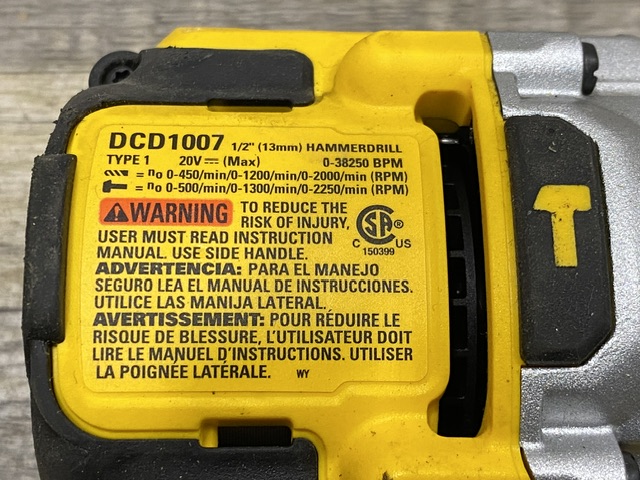 DCD1007 1/2" (13mm) HAMMERDRILL
TYPE 1 20V ⎓ (Max) 0-38250 BPM
= no 0-450/min/0-1200/min/0-2000/min (RPM)
= no 0-500/min/0-1300/min/0-2250/min (RPM)
WARNING TO REDUCE THE
RISK OF INJURY,
USER MUST READ INSTRUCTION
MANUAL. USE SIDE HANDLE.
CSA ®
C US
150399
ADVERTENCIA: PARA EL MANEJO
SEGURO LEA EL MANUAL DE INSTRUCCIONES.
UTILICE LAS MANIJA LATERAL.
AVERTISSEMENT: POUR RÉDUIRE LE
RISQUE DE BLESSURE, L'UTILISATEUR DOIT
LIRE LE MANUEL D'INSTRUCTIONS. UTILISER
LA POIGNÉE LATÉRALE. WY